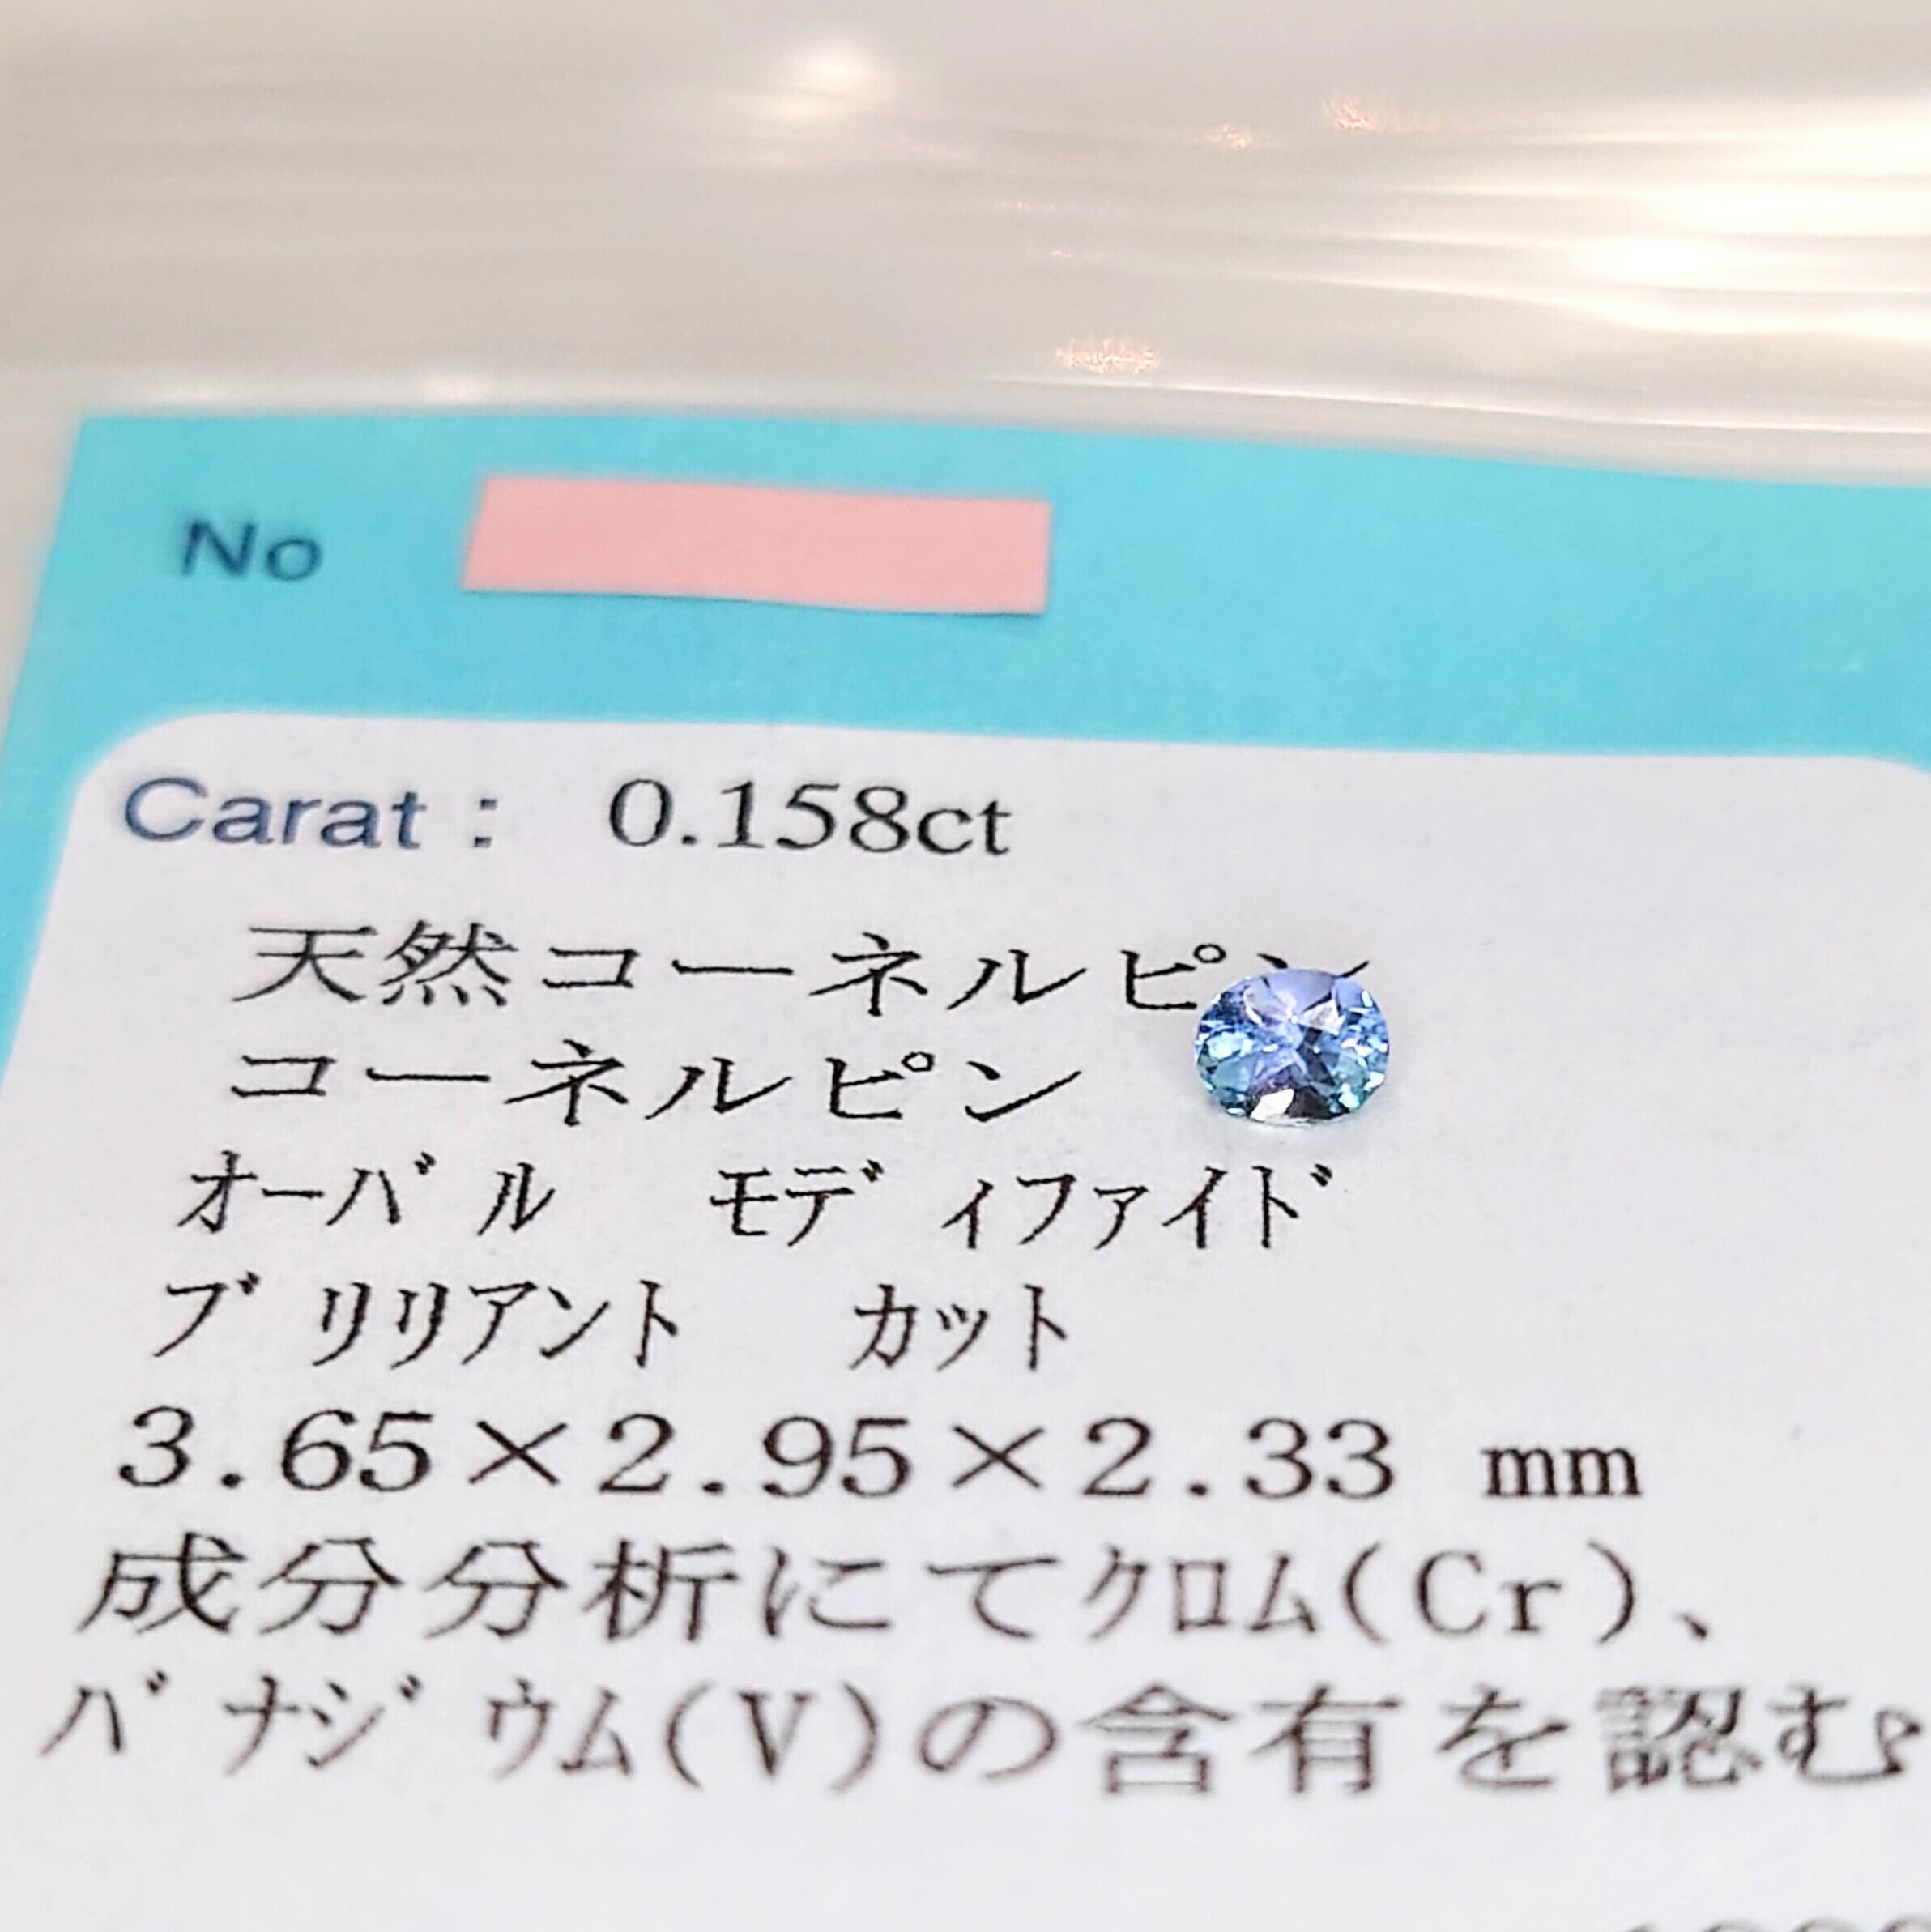 No
Carat : 0.158ct
天然コーネルピン
コーネルピン
ｵｰﾊﾞﾙ ﾓﾃﾞｨﾌｧｲﾄﾞ
ﾌﾞﾘﾘｱﾝﾄ ｶｯﾄ
3.65×2.95×2.33 mm
成分分析にてｸﾛﾑ(Cr)、
ﾊﾞﾅｼﾞｳﾑ(V)の含有を認む